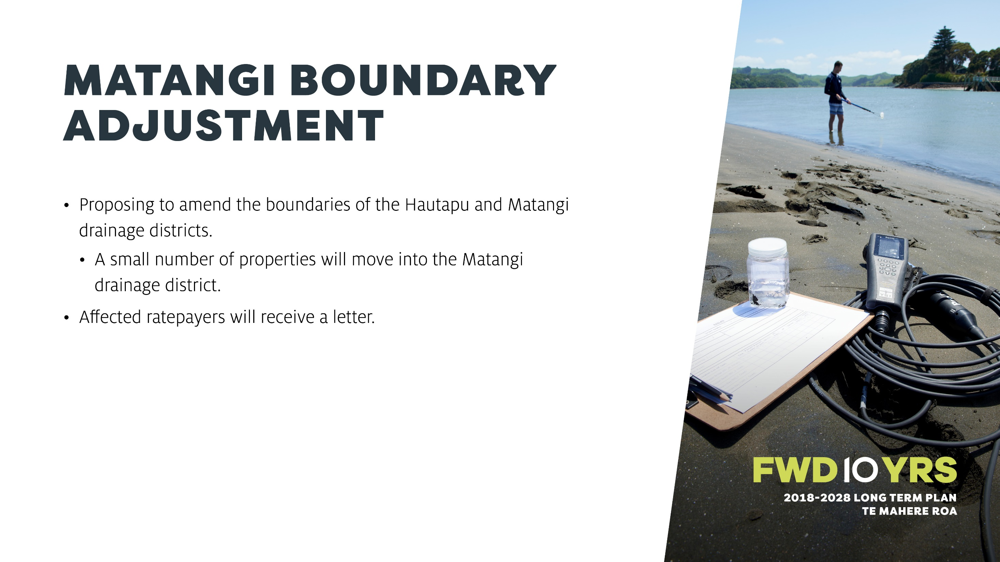 MATANGI BOUNDARY
ADJUSTMENT
• Proposing to amend the boundaries of the Hautapu and Matangi
drainage districts.
• A small number of properties will move into the Matangi
drainage district.
• Affected ratepayers will receive a letter.
YSI
FWD 10 YRS
2018-2028 LONG TERM PLAN
TE MAHERE ROA